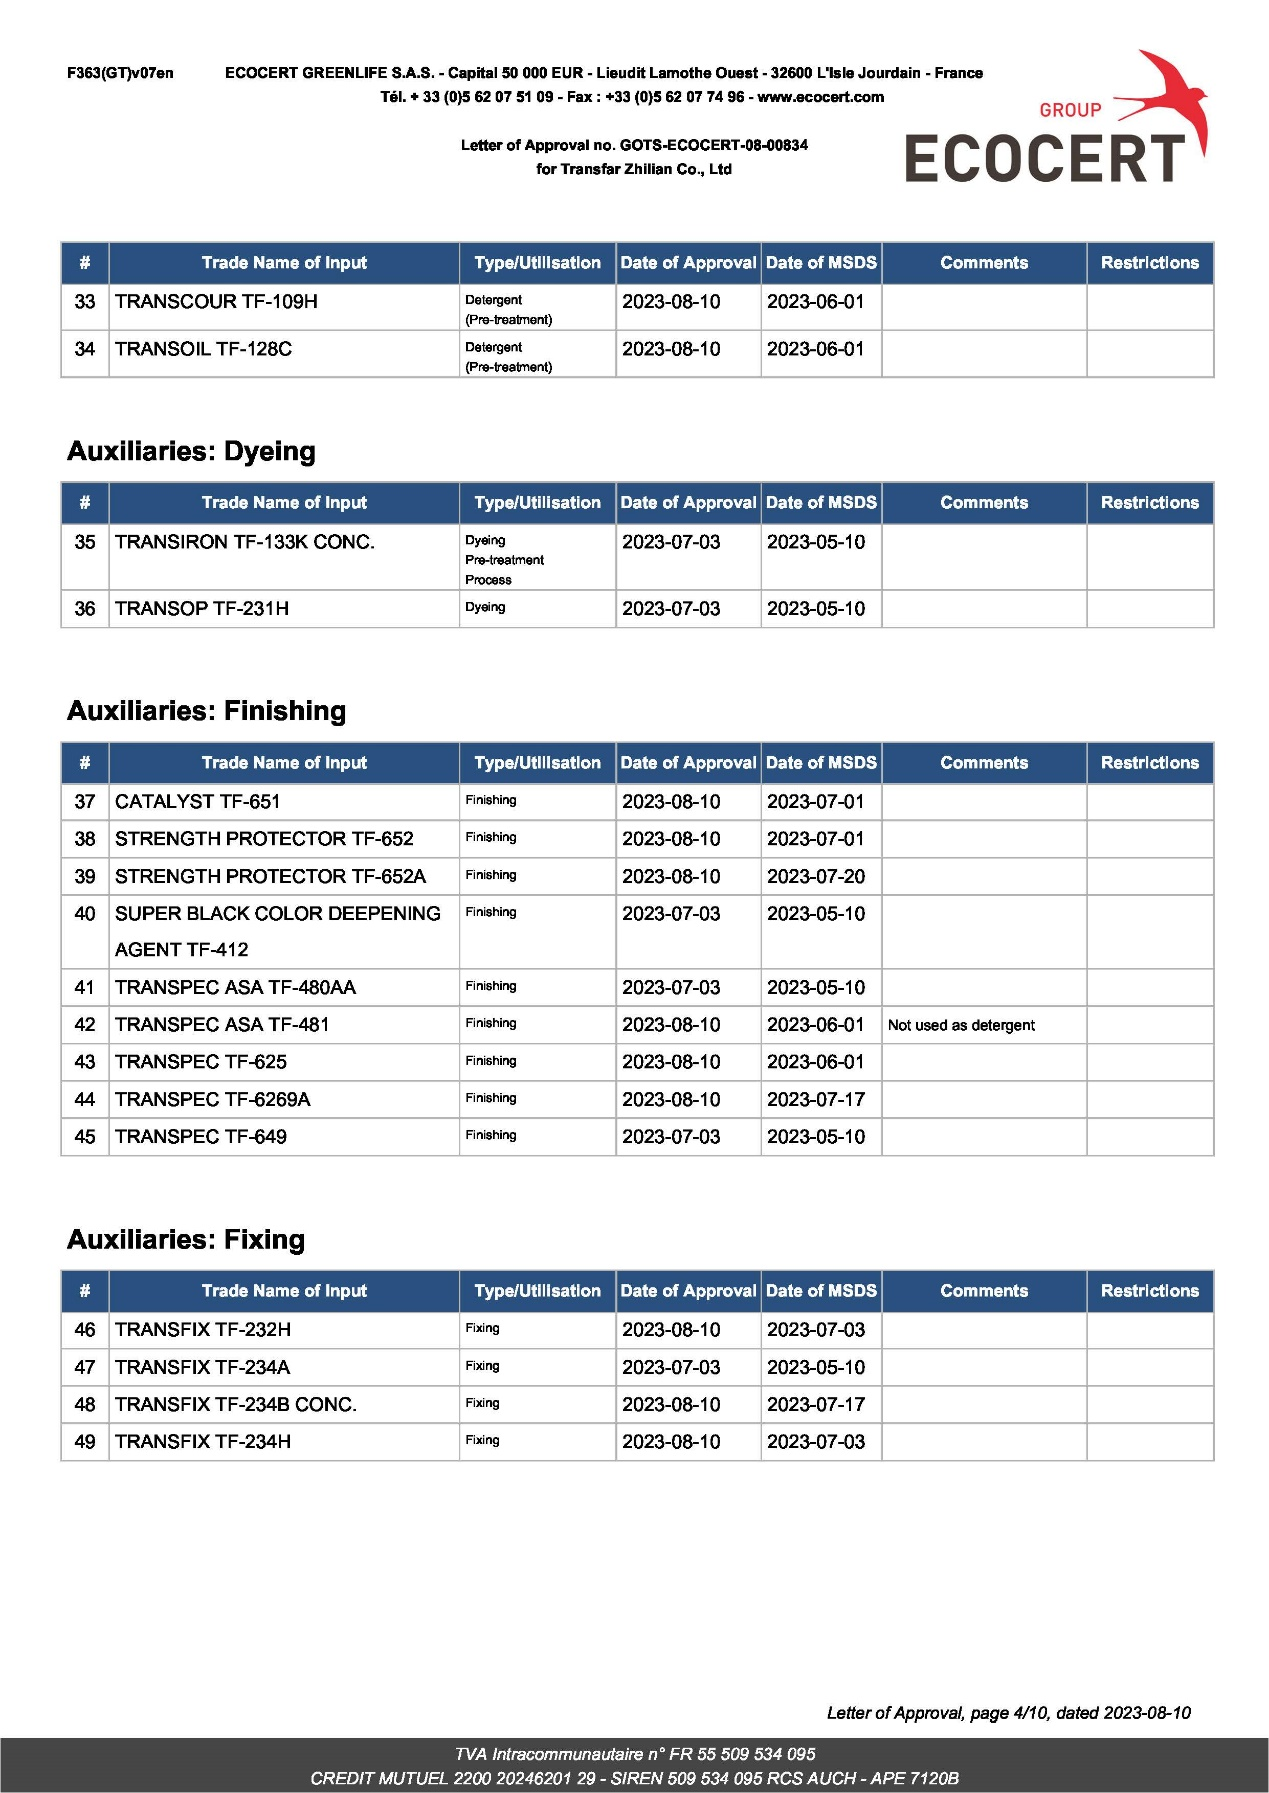 F363(GT)v07en
ECOCERT GREENLIFE S.A.S. - Capital 50 000 EUR - Lieudit Lamothe Ouest - 32600 L'Isle Jourdain - France
Tél. + 33 (0)5 62 07 51 09 - Fax : +33 (0)5 62 07 74 96 - www.ecocert.com
GROUP
ECOCERT
Letter of Approval no. GOTS-ECOCERT-08-00834
for Transfar Zhilian Co., Ltd
# Trade Name of Input Type/Utilisation Date of Approval Date of MSDS Comments Restrictions
33 TRANSCOUR TF-109H Detergent 2023-08-10 2023-06-01
(Pre-treatment)
34 TRANSOIL TF-128C Detergent 2023-08-10 2023-06-01
(Pre-treatment)
Auxiliaries: Dyeing
# Trade Name of Input Type/Utilisation Date of Approval Date of MSDS Comments Restrictions
35 TRANSIRON TF-133K CONC. Dyeing 2023-07-03 2023-05-10
Pre-treatment
Process
36 TRANSOP TF-231H Dyeing 2023-07-03 2023-05-10
Auxiliaries: Finishing
# Trade Name of Input Type/Utilisation Date of Approval Date of MSDS Comments Restrictions
37 CATALYST TF-651 Finishing 2023-08-10 2023-07-01
38 STRENGTH PROTECTOR TF-652 Finishing 2023-08-10 2023-07-01
39 STRENGTH PROTECTOR TF-652A Finishing 2023-08-10 2023-07-20
40 SUPER BLACK COLOR DEEPENING Finishing 2023-07-03 2023-05-10
AGENT TF-412
41 TRANSPEC ASA TF-480AA Finishing 2023-07-03 2023-05-10
42 TRANSPEC ASA TF-481 Finishing 2023-08-10 2023-06-01 Not used as detergent
43 TRANSPEC TF-625 Finishing 2023-08-10 2023-06-01
44 TRANSPEC TF-6269A Finishing 2023-08-10 2023-07-17
45 TRANSPEC TF-649 Finishing 2023-07-03 2023-05-10
Auxiliaries: Fixing
# Trade Name of Input Type/Utilisation Date of Approval Date of MSDS Comments Restrictions
46 TRANSFIX TF-232H Fixing 2023-08-10 2023-07-03
47 TRANSFIX TF-234A Fixing 2023-07-03 2023-05-10
48 TRANSFIX TF-234B CONC. Fixing 2023-08-10 2023-07-17
49 TRANSFIX TF-234H Fixing 2023-08-10 2023-07-03
Letter of Approval, page 4/10, dated 2023-08-10
TVA Intracommunautaire n° FR 55 509 534 095
CREDIT MUTUEL 2200 20246201 29 - SIREN 509 534 095 RCS AUCH - APE 7120B